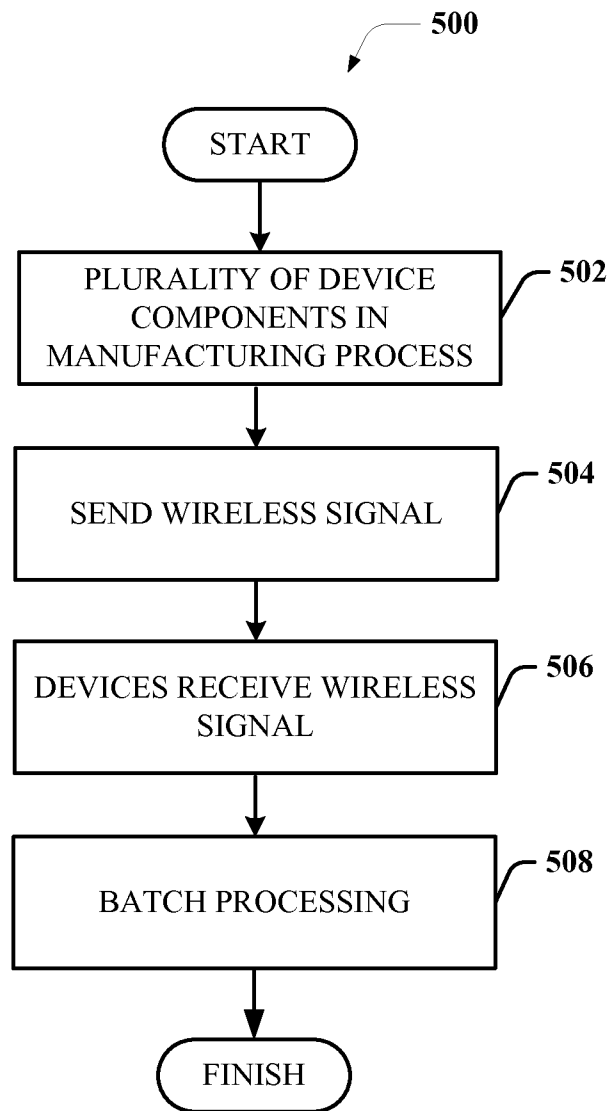 500
START
PLURALITY OF DEVICE
COMPONENTS IN
MANUFACTURING PROCESS
502
SEND WIRELESS SIGNAL
504
DEVICES RECEIVE WIRELESS
SIGNAL
506
BATCH PROCESSING
508
FINISH